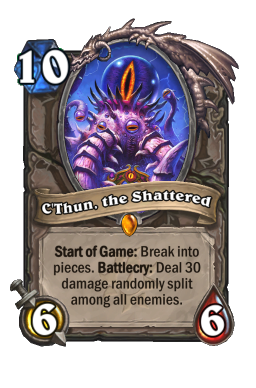 10
C'Thun, the Shattered
Start of Game: Break into
pieces. Battlecry: Deal 30
damage randomly split
among all enemies.
6
6